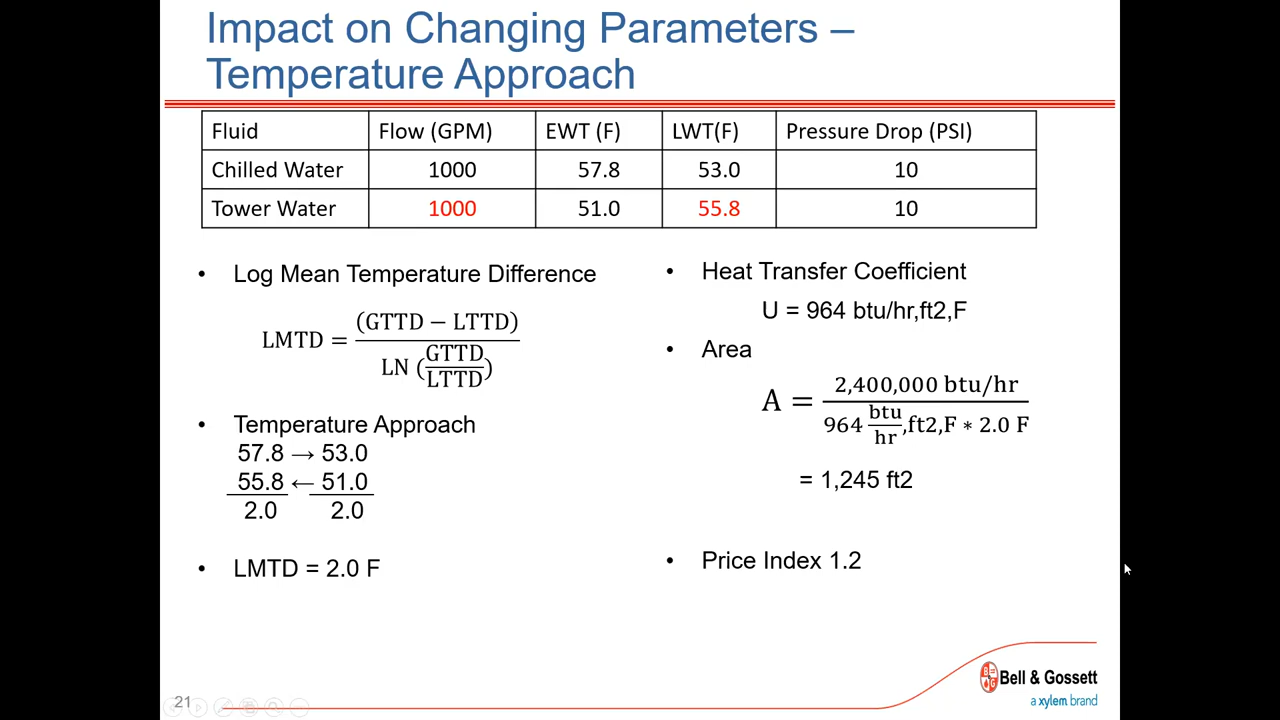 Impact on Changing Parameters –
Temperature Approach
Fluid Flow (GPM) EWT (F) LWT(F) Pressure Drop (PSI)
Chilled Water 1000 57.8 53.0 10
Tower Water 1000 51.0 55.8 10
• Log Mean Temperature Difference
LMTD = (GTTD − LTTD) / LN (GTTD / LTTD)
• Temperature Approach
57.8 → 53.0
55.8 ← 51.0
2.0 2.0
• LMTD = 2.0 F
• Heat Transfer Coefficient
U = 964 btu/hr,ft2,F
• Area
A = 2,400,000 btu/hr / 964 btu/hr,ft2,F ∗ 2.0 F
= 1,245 ft2
• Price Index 1.2
21
Bell & Gossett
a xylem brand